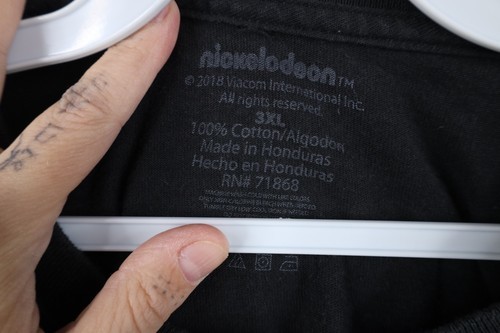 nickelodeon™
© 2018 Viacom International Inc.
All rights reserved.
3XL
100% Cotton/Algodon
Made in Honduras
Hecho en Honduras
RN# 71868